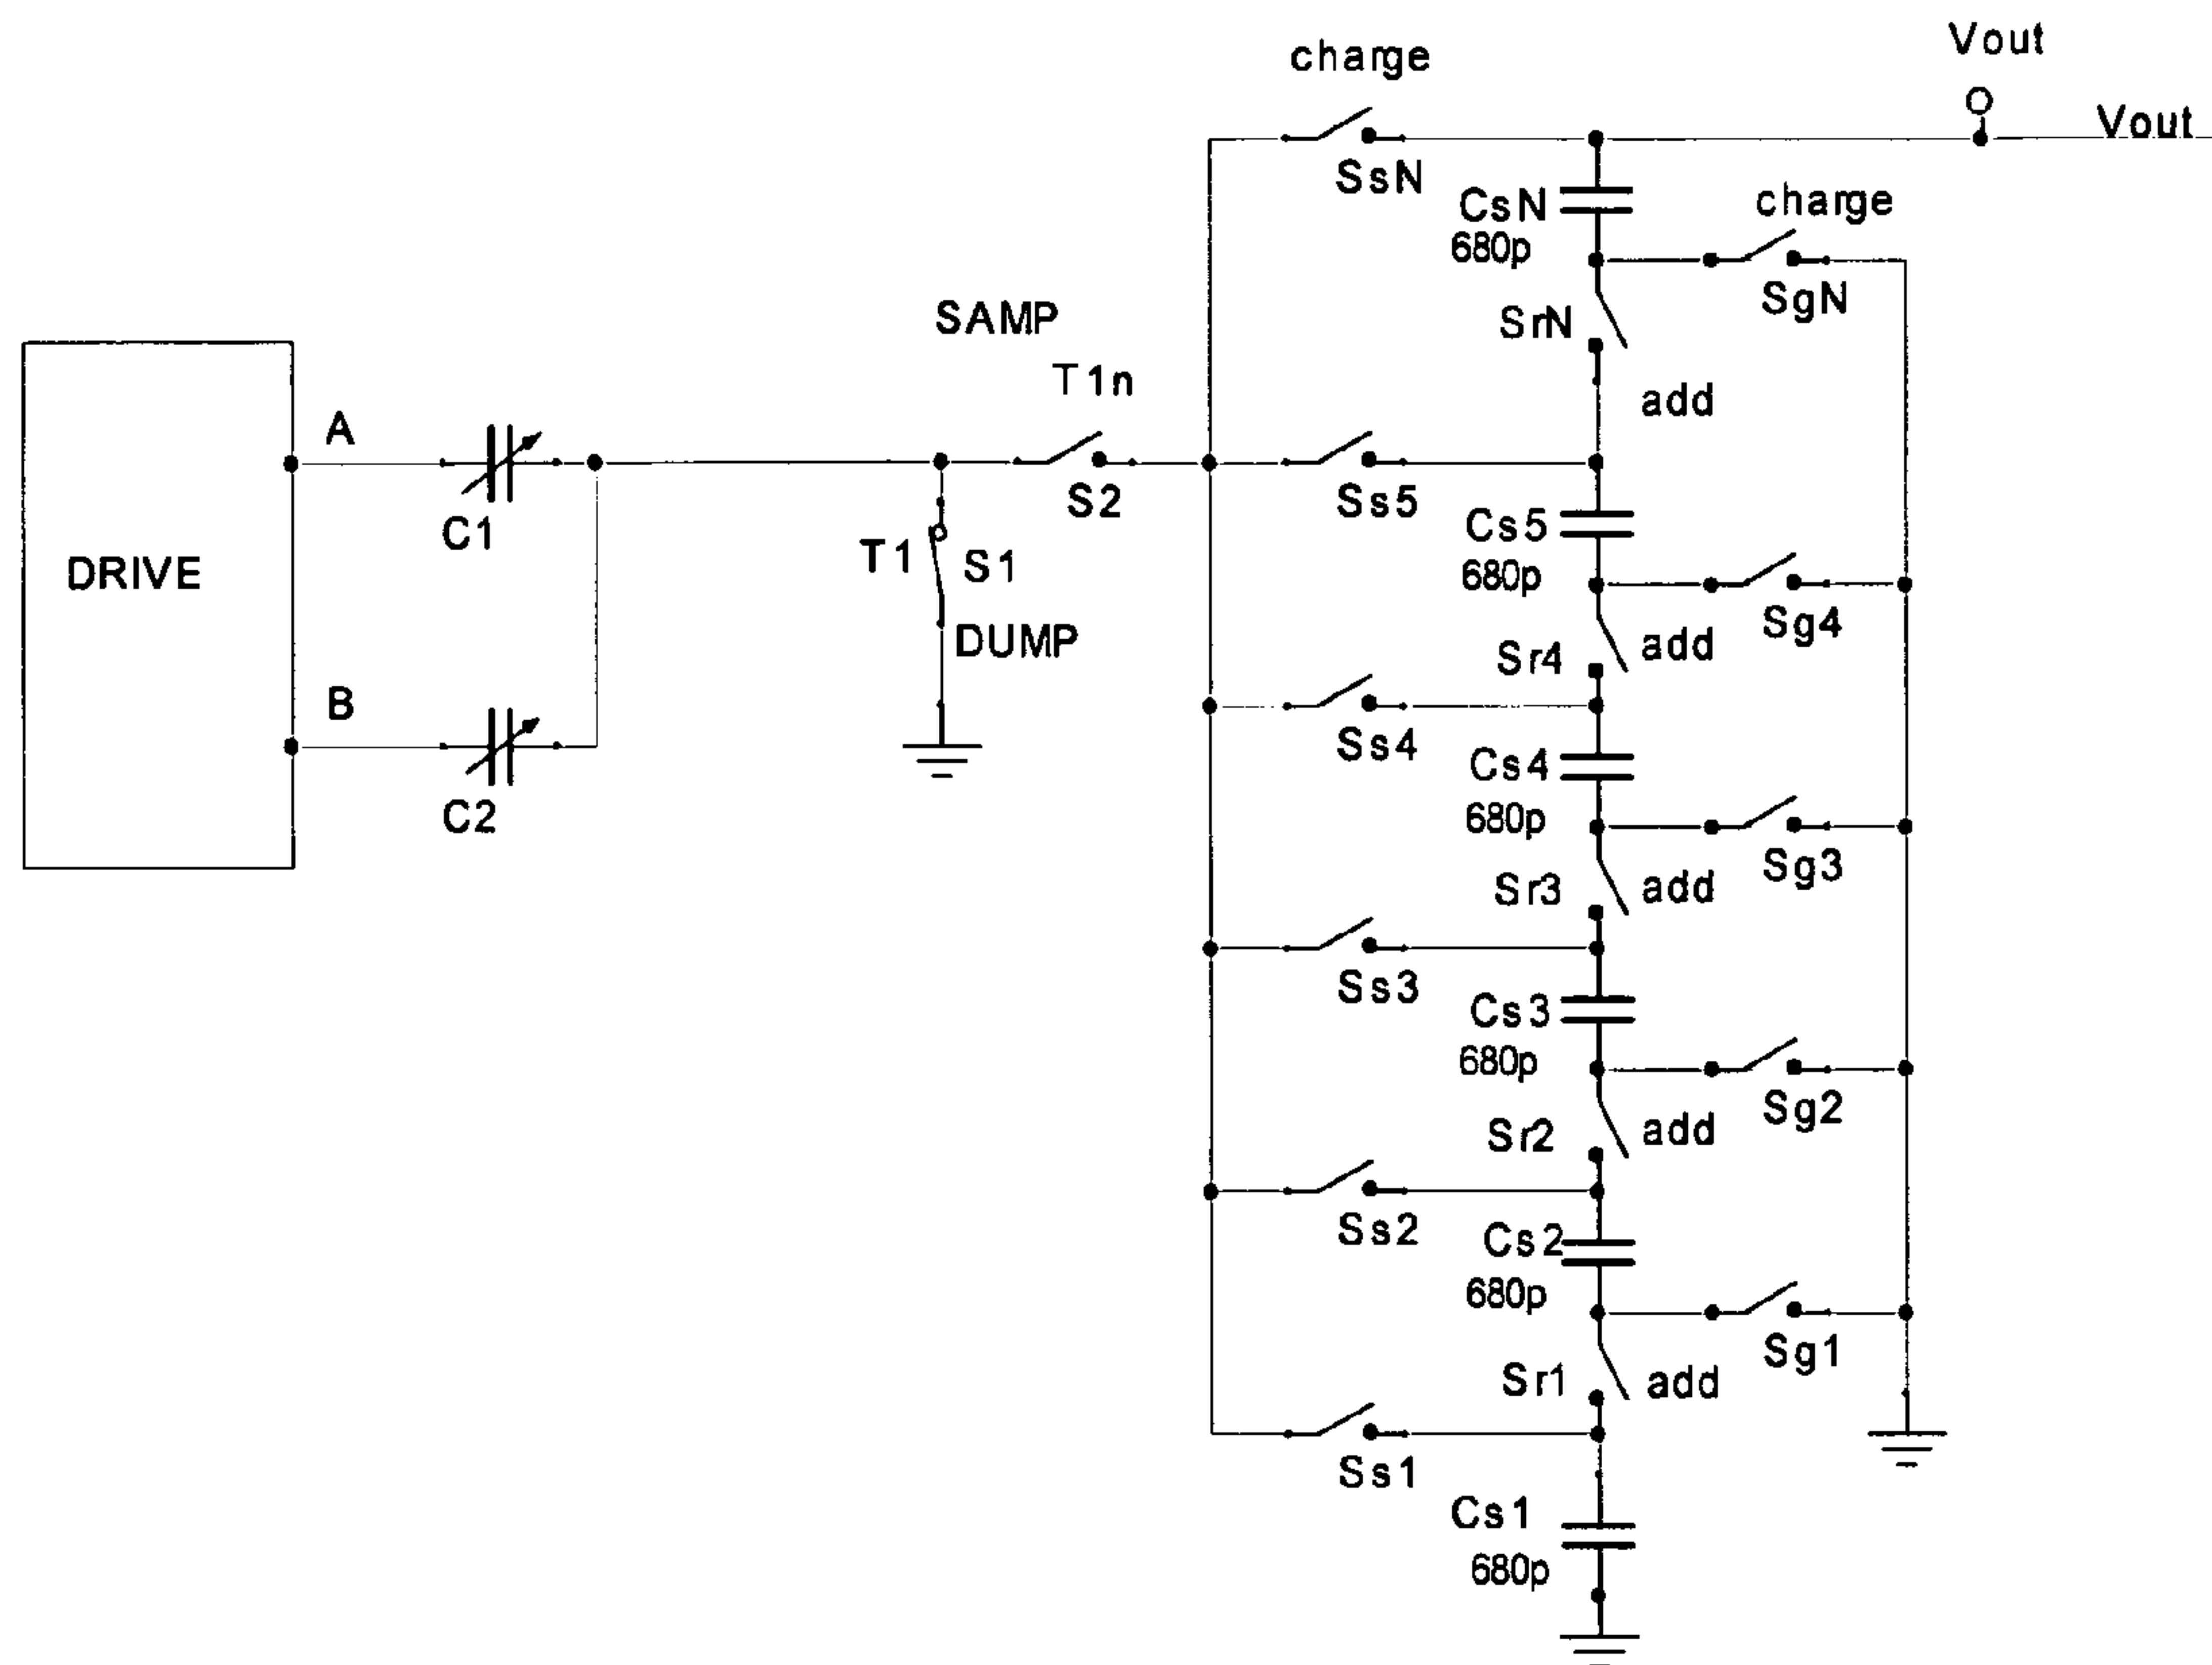 charge
Vout
Vout
SsN
CsN
680p
charge
SgN
SAMP
T1n
SrN
add
A
C1
S2
Ss5
Cs5
680p
DRIVE
T1
S1
DUMP
Sg4
Sr4
add
B
C2
Ss4
Cs4
680p
Sg3
Sr3
add
Ss3
Cs3
680p
Sg2
Sr2
add
Ss2
Cs2
680p
Sg1
Sr1
add
Ss1
Cs1
680p